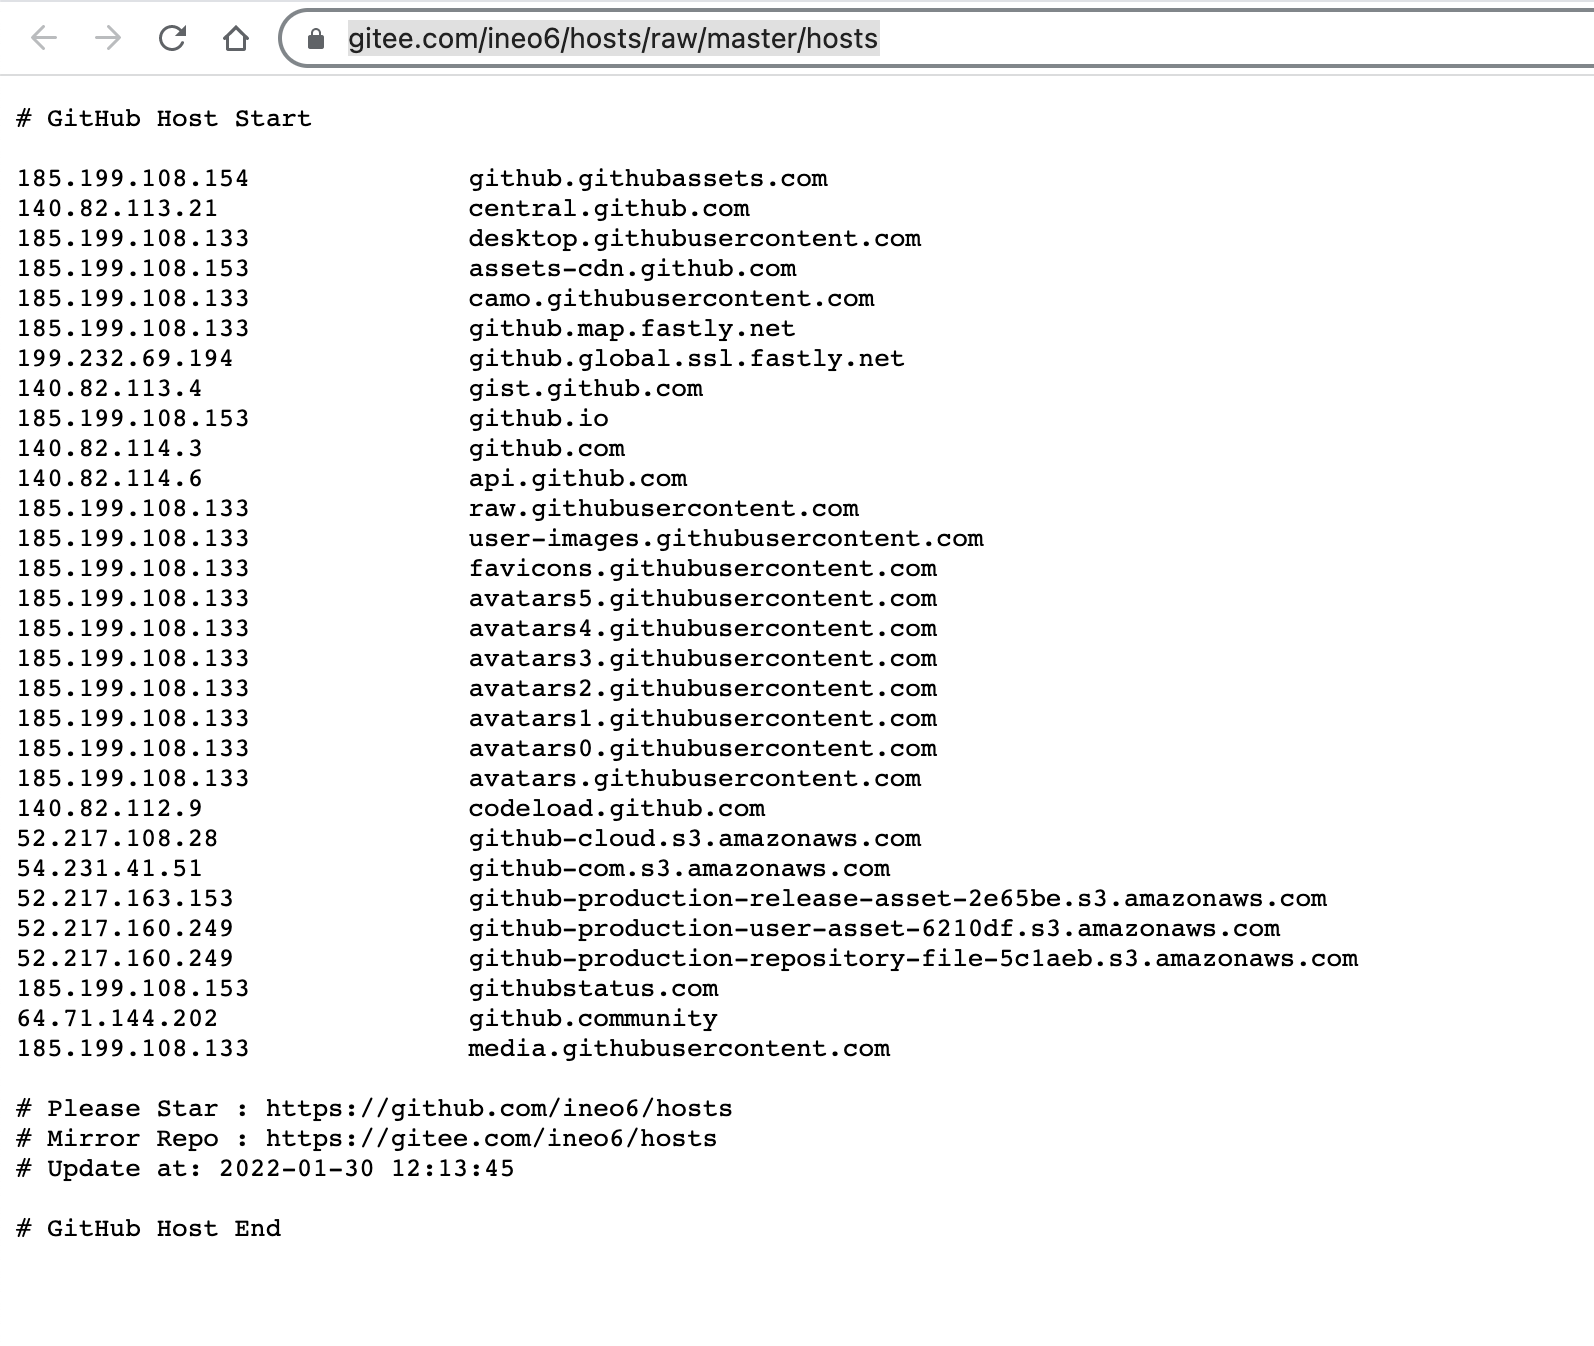 gitee.com/ineo6/hosts/raw/master/hosts
# GitHub Host Start
185.199.108.154 github.githubassets.com
140.82.113.21 central.github.com
185.199.108.133 desktop.githubusercontent.com
185.199.108.153 assets-cdn.github.com
185.199.108.133 camo.githubusercontent.com
185.199.108.133 github.map.fastly.net
199.232.69.194 github.global.ssl.fastly.net
140.82.113.4 gist.github.com
185.199.108.153 github.io
140.82.114.3 github.com
140.82.114.6 api.github.com
185.199.108.133 raw.githubusercontent.com
185.199.108.133 user-images.githubusercontent.com
185.199.108.133 favicons.githubusercontent.com
185.199.108.133 avatars5.githubusercontent.com
185.199.108.133 avatars4.githubusercontent.com
185.199.108.133 avatars3.githubusercontent.com
185.199.108.133 avatars2.githubusercontent.com
185.199.108.133 avatars1.githubusercontent.com
185.199.108.133 avatars0.githubusercontent.com
185.199.108.133 avatars.githubusercontent.com
140.82.112.9 codeload.github.com
52.217.108.28 github-cloud.s3.amazonaws.com
54.231.41.51 github-com.s3.amazonaws.com
52.217.163.153 github-production-release-asset-2e65be.s3.amazonaws.com
52.217.160.249 github-production-user-asset-6210df.s3.amazonaws.com
52.217.160.249 github-production-repository-file-5c1aeb.s3.amazonaws.com
185.199.108.153 githubstatus.com
64.71.144.202 github.community
185.199.108.133 media.githubusercontent.com
# Please Star : https://github.com/ineo6/hosts
# Mirror Repo : https://gitee.com/ineo6/hosts
# Update at: 2022-01-30 12:13:45
# GitHub Host End